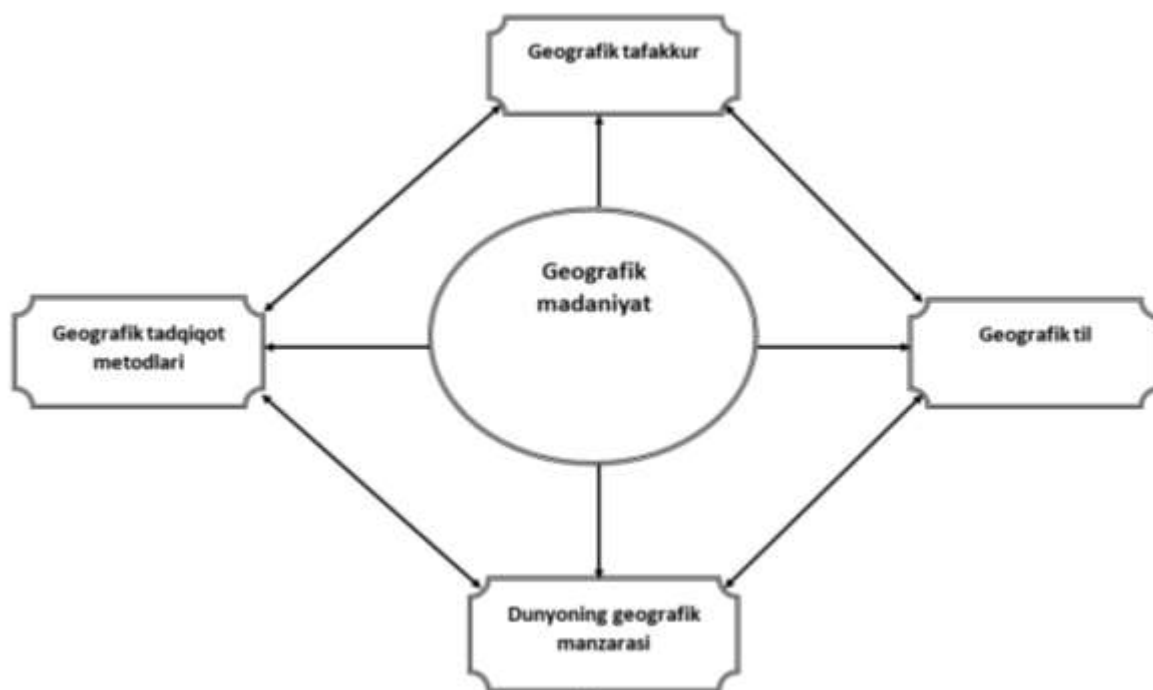 Geografik tafakkur
Geografik
madaniyat
Geografik tadqiqot
metodlari
Geografik til
Dunyoning geografik
manzarasi